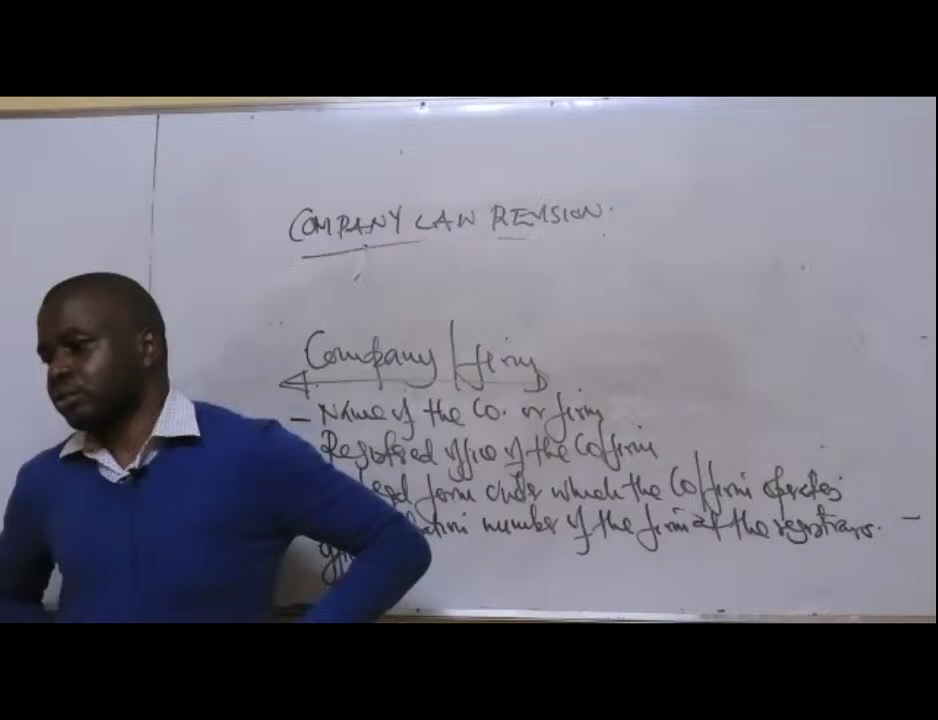 COMPANY LAW REVISION.
Company/firm
- Name of the Co. or firm
Registered office of the Co/firm
form under which the Co/firm operates
number of the firm at the registrars. -